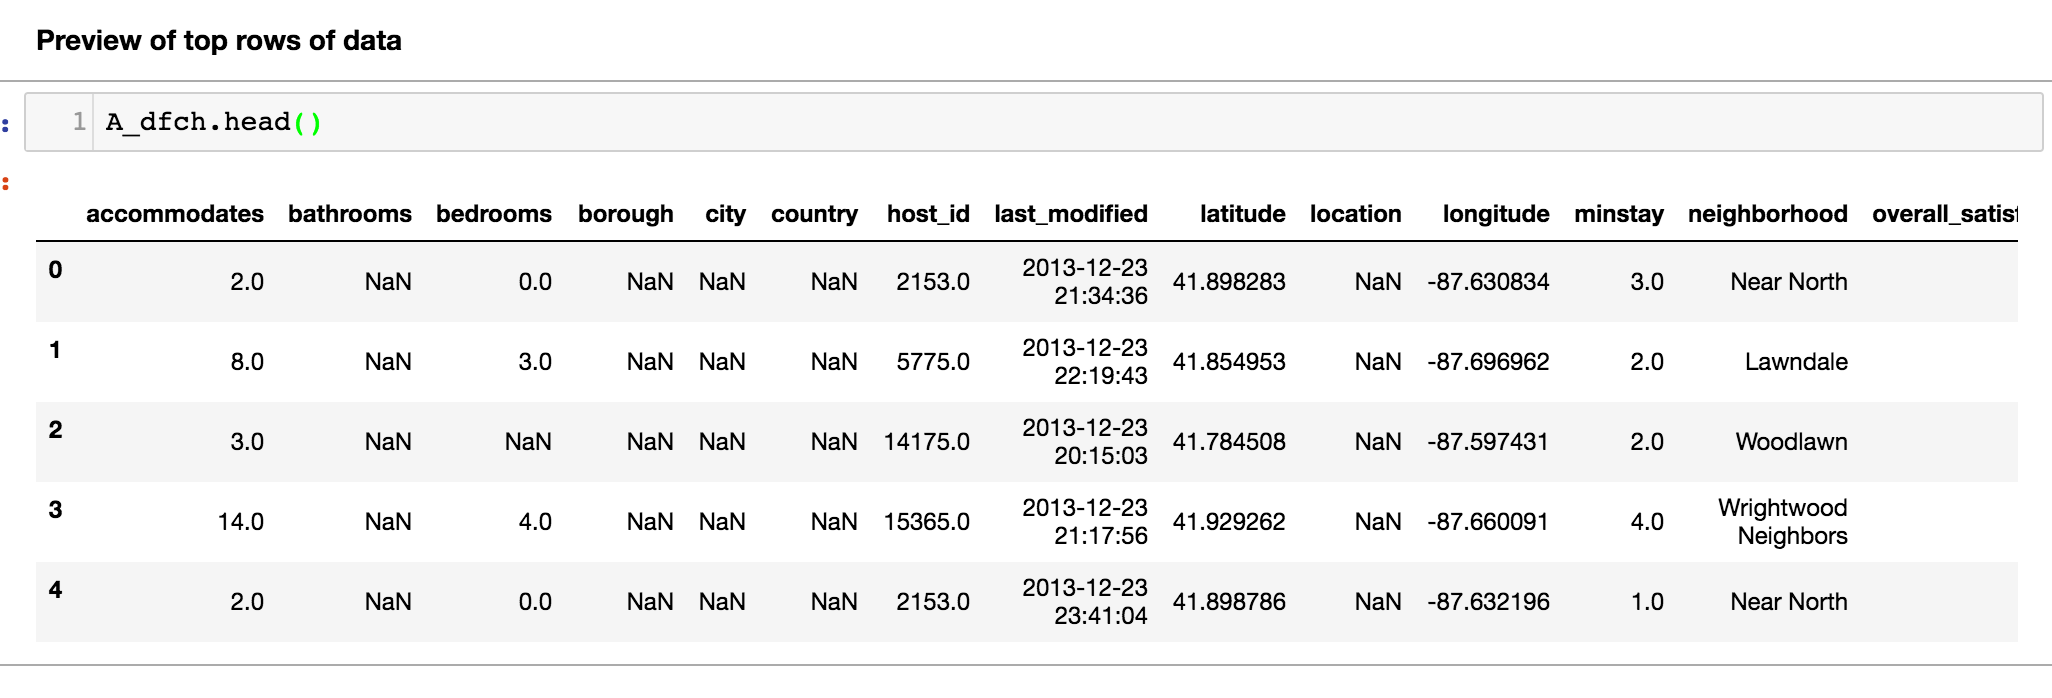 Preview of top rows of data
1 A_dfch.head()
accommodates bathrooms bedrooms borough city country host_id last_modified latitude location longitude minstay neighborhood overall_satisf
0 2.0 NaN 0.0 NaN NaN NaN 2153.0 2013-12-23 21:34:36 41.898283 NaN -87.630834 3.0 Near North
1 8.0 NaN 3.0 NaN NaN NaN 5775.0 2013-12-23 22:19:43 41.854953 NaN -87.696962 2.0 Lawndale
2 3.0 NaN NaN NaN NaN NaN 14175.0 2013-12-23 20:15:03 41.784508 NaN -87.597431 2.0 Woodlawn
3 14.0 NaN 4.0 NaN NaN NaN 15365.0 2013-12-23 21:17:56 41.929262 NaN -87.660091 4.0 Wrightwood Neighbors
4 2.0 NaN 0.0 NaN NaN NaN 2153.0 2013-12-23 23:41:04 41.898786 NaN -87.632196 1.0 Near North